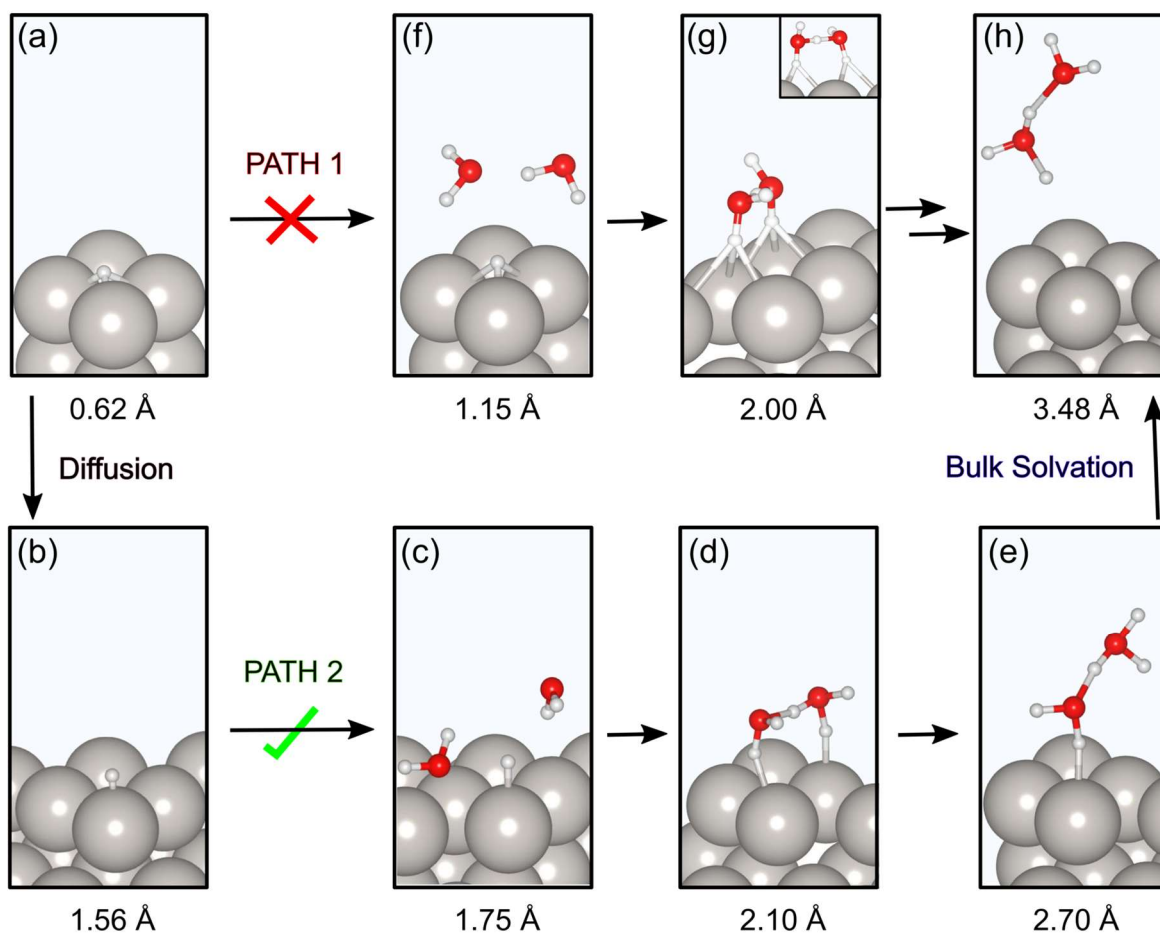 (a)
PATH 1
(f)
(g)
(h)
0.62 Å
1.15 Å
2.00 Å
3.48 Å
Diffusion
Bulk Solvation
(b)
PATH 2
(c)
(d)
(e)
1.56 Å
1.75 Å
2.10 Å
2.70 Å